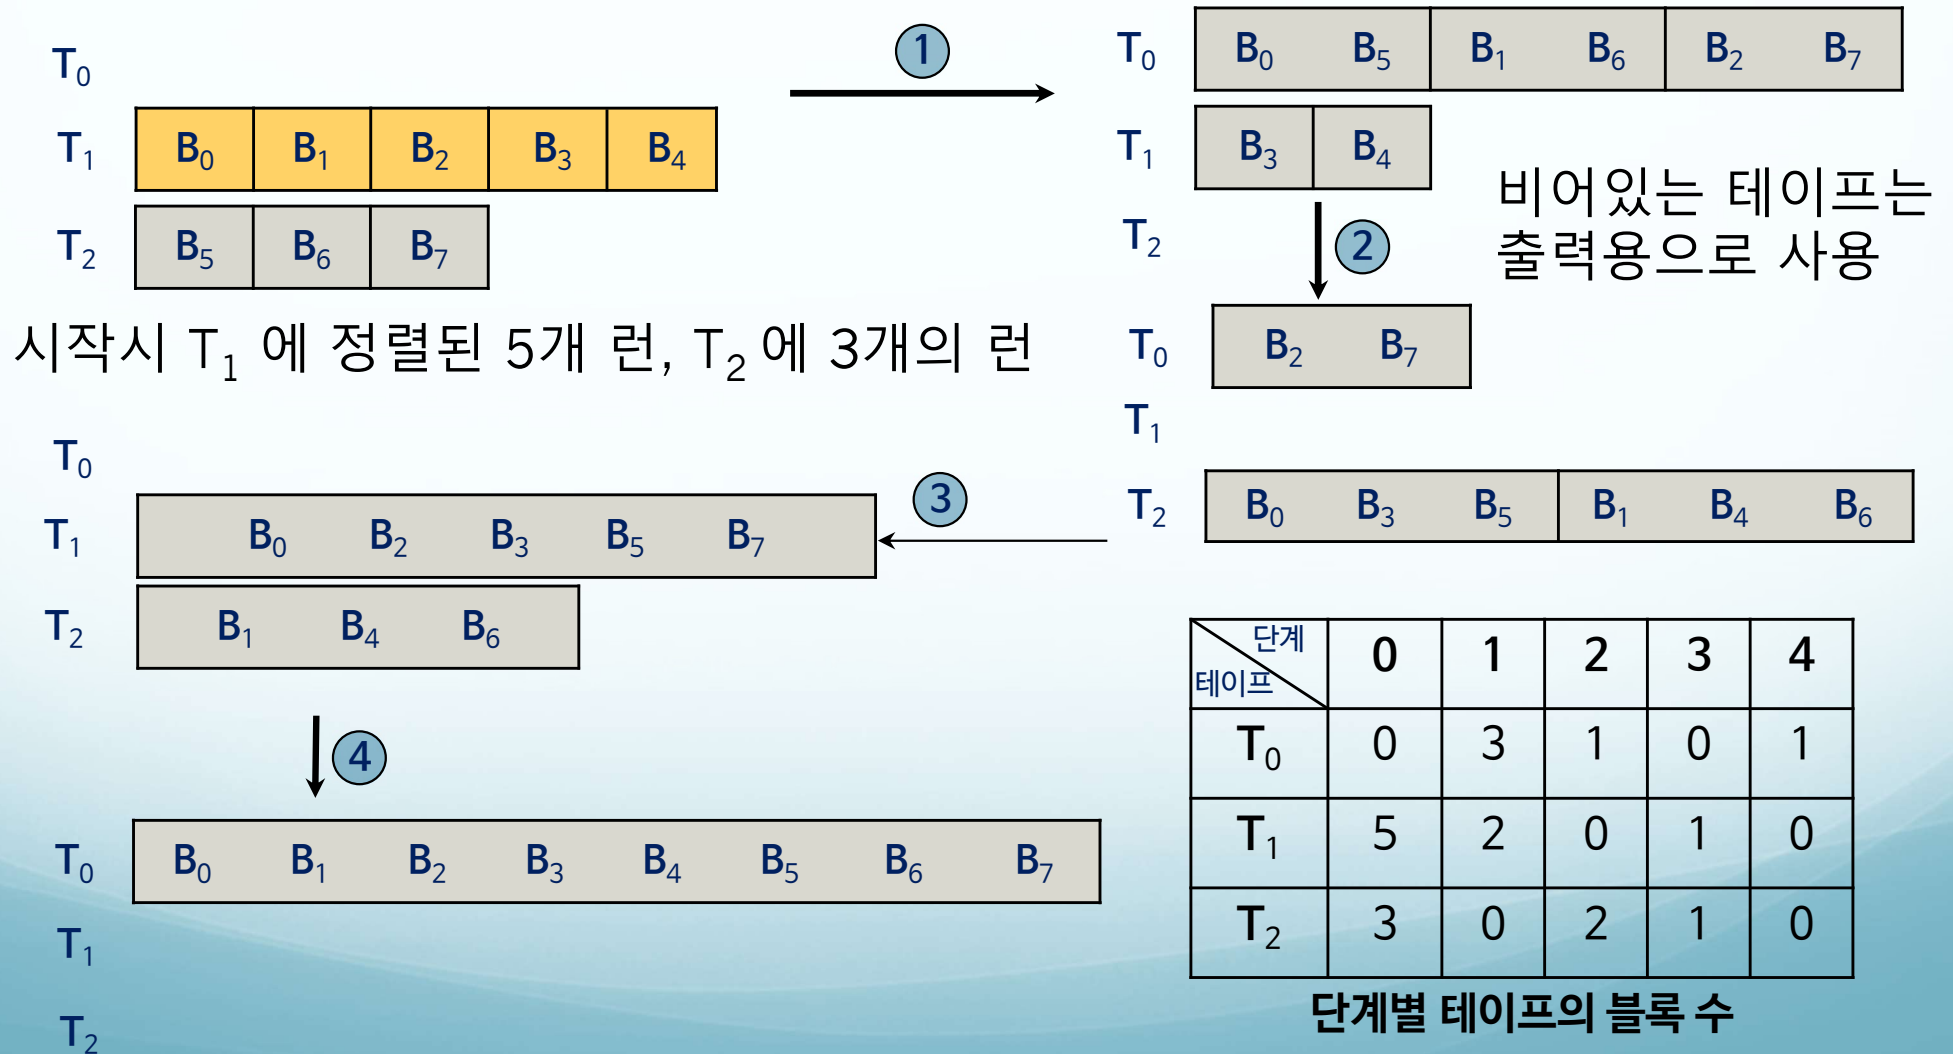 T₀
T₁ B₀ B₁ B₂ B₃ B₄
T₂ B₅ B₆ B₇
시작시 T₁ 에 정렬된 5개 런, T₂ 에 3개의 런
1
T₀ B₀ B₅ B₁ B₆ B₂ B₇
T₁ B₃ B₄
T₂
비어있는 테이프는
출력용으로 사용
2
T₀ B₂ B₇
T₁
T₂ B₀ B₃ B₅ B₁ B₄ B₆
3
T₀
T₁ B₀ B₂ B₃ B₅ B₇
T₂ B₁ B₄ B₆
4
T₀ B₀ B₁ B₂ B₃ B₄ B₅ B₆ B₇
T₁
T₂
단계
테이프
0 1 2 3 4
T₀ 0 3 1 0 1
T₁ 5 2 0 1 0
T₂ 3 0 2 1 0
단계별 테이프의 블록 수